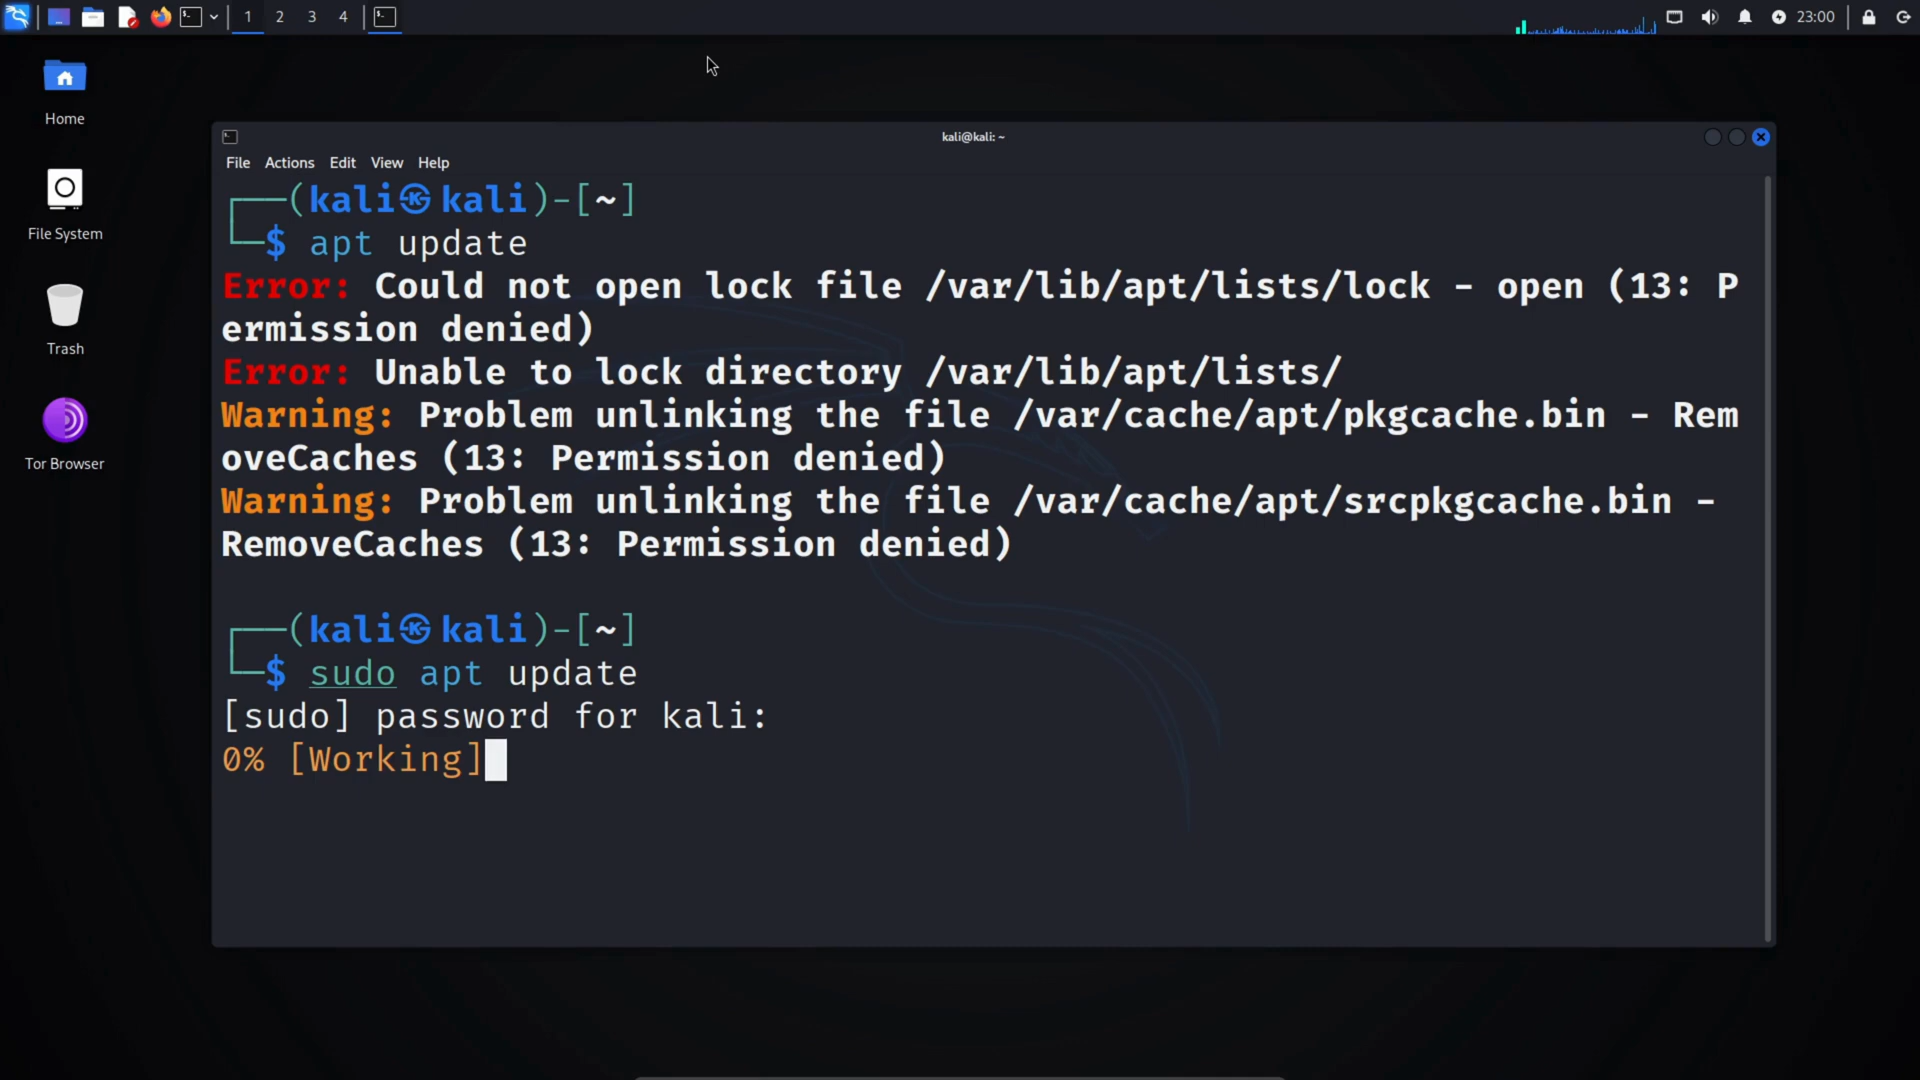 1 2 3 4 23:00
Home
File System
Trash
Tor Browser
kali@kali: ~
File Actions Edit View Help
┌──(kali㉿kali)-[~]
└─$ apt update
Error: Could not open lock file /var/lib/apt/lists/lock - open (13: P
ermission denied)
Error: Unable to lock directory /var/lib/apt/lists/
Warning: Problem unlinking the file /var/cache/apt/pkgcache.bin - Rem
oveCaches (13: Permission denied)
Warning: Problem unlinking the file /var/cache/apt/srcpkgcache.bin -
RemoveCaches (13: Permission denied)
┌──(kali㉿kali)-[~]
└─$ sudo apt update
[sudo] password for kali:
0% [Working]